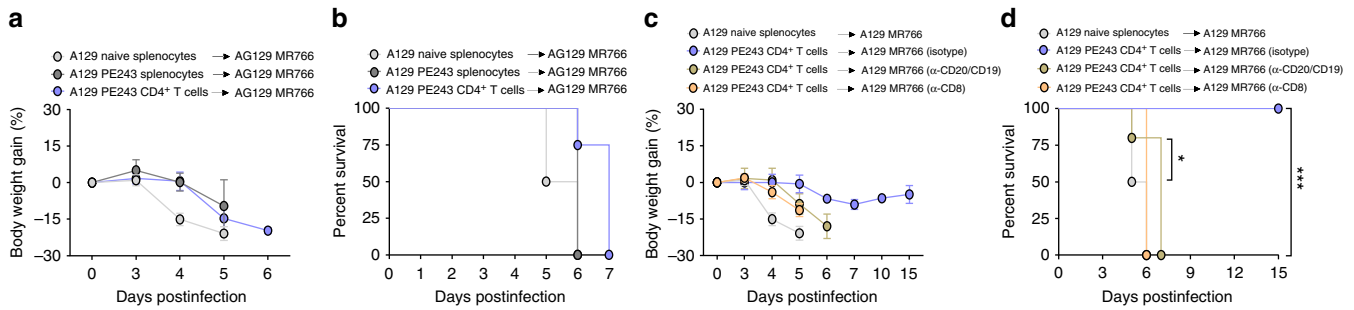 a
A129 naive splenocytes → AG129 MR766
A129 PE243 splenocytes → AG129 MR766
A129 PE243 CD4⁺ T cells → AG129 MR766
Body weight gain (%)
30
15
0
–15
–30
0 3 4 5 6
Days postinfection
b
A129 naive splenocytes → AG129 MR766
A129 PE243 splenocytes → AG129 MR766
A129 PE243 CD4⁺ T cells → AG129 MR766
Percent survival
100
75
50
25
0
0 1 2 3 4 5 6 7
Days postinfection
c
A129 naive splenocytes → A129 MR766
A129 PE243 CD4⁺ T cells → A129 MR766 (isotype)
A129 PE243 CD4⁺ T cells → A129 MR766 (α-CD20/CD19)
A129 PE243 CD4⁺ T cells → A129 MR766 (α-CD8)
Body weight gain (%)
30
15
0
–15
–30
0 3 4 5 6 7 10 15
Days postinfection
d
A129 naive splenocytes → A129 MR766
A129 PE243 CD4⁺ T cells → A129 MR766 (isotype)
A129 PE243 CD4⁺ T cells → A129 MR766 (α-CD20/CD19)
A129 PE243 CD4⁺ T cells → A129 MR766 (α-CD8)
Percent survival
100
75
50
25
0
*
***
0 3 6 9 12 15
Days postinfection